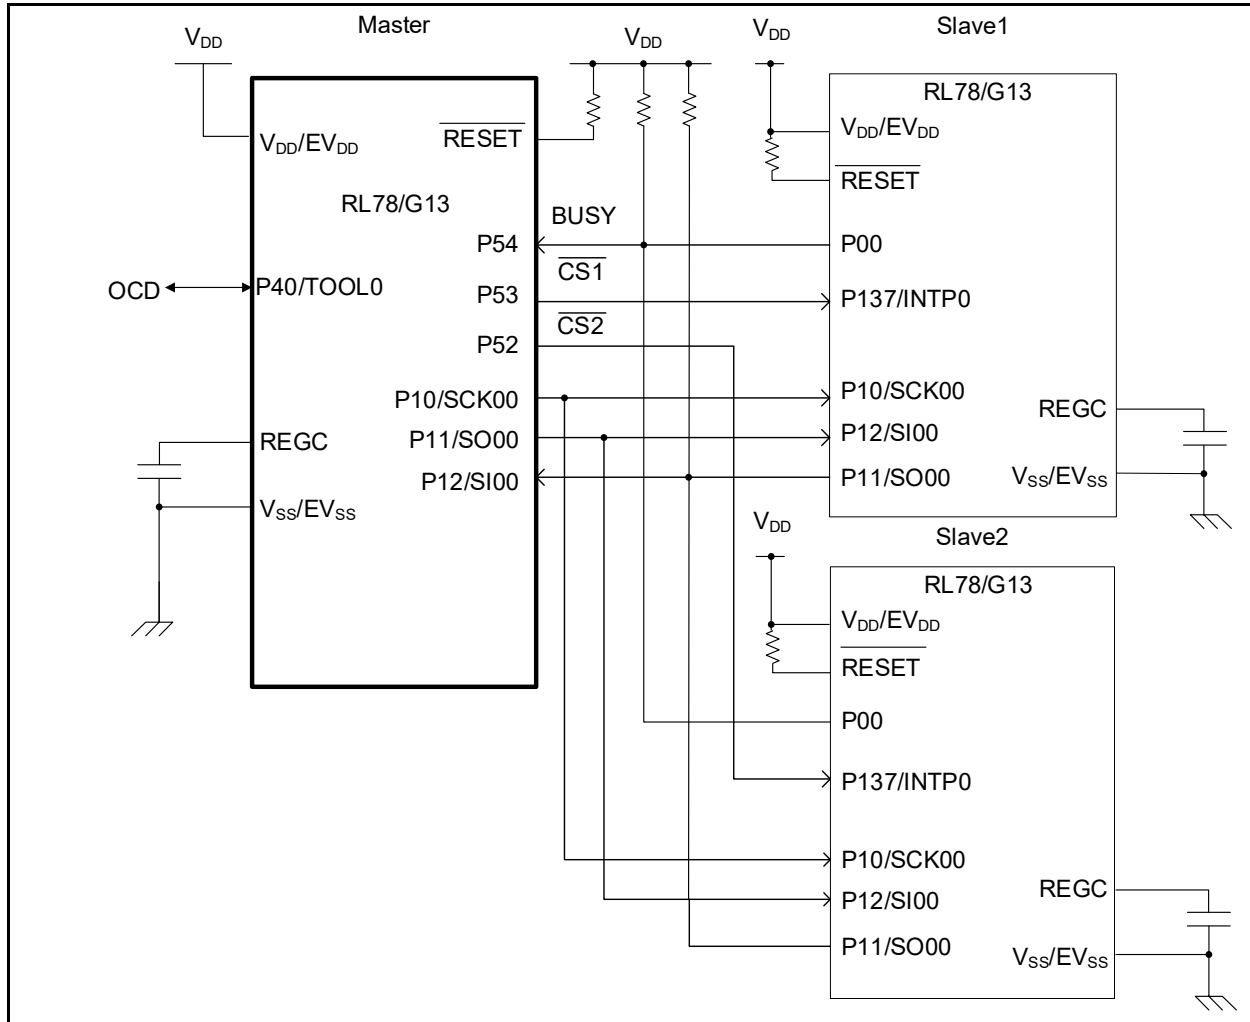 Master
V_DD
V_DD/EV_DD
RESET
RL78/G13
BUSY
P54
CS1
OCD
P40/TOOL0
P53
CS2
P52
P10/SCK00
P11/SO00
P12/SI00
REGC
V_SS/EV_SS
V_DD
V_DD
Slave1
RL78/G13
V_DD/EV_DD
RESET
P00
P137/INTP0
P10/SCK00
REGC
P12/SI00
P11/SO00
V_SS/EV_SS
V_DD
Slave2
RL78/G13
V_DD/EV_DD
RESET
P00
P137/INTP0
P10/SCK00
REGC
P12/SI00
P11/SO00
V_SS/EV_SS